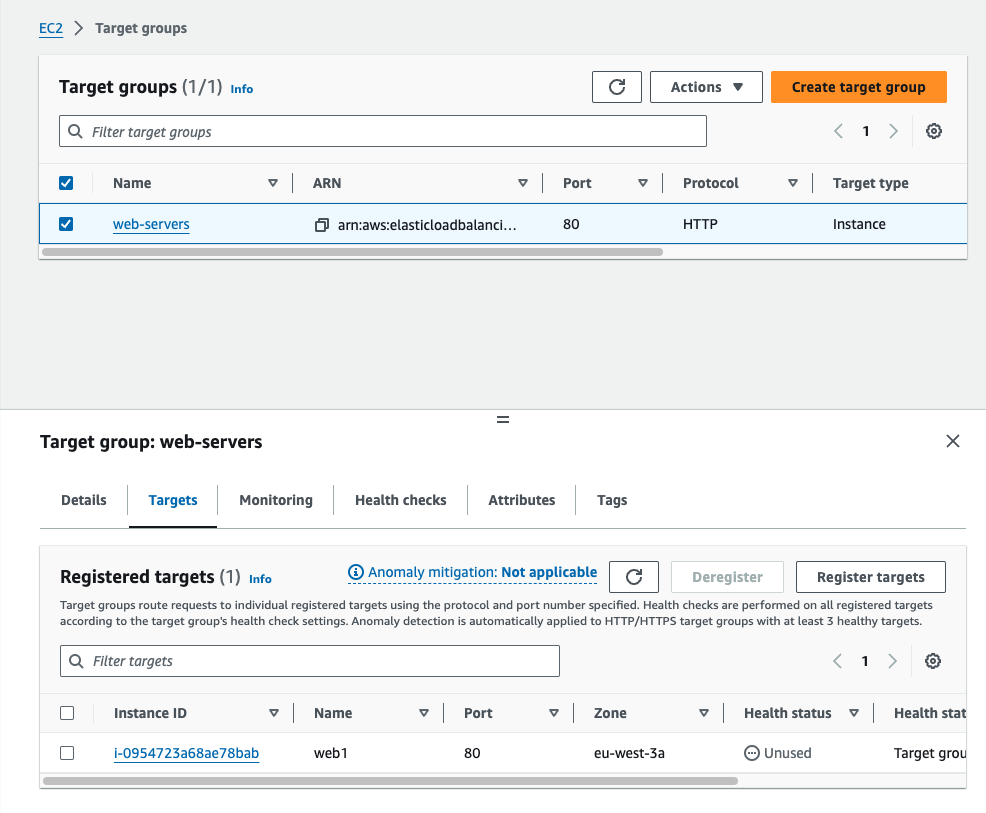 EC2 > Target groups
Target groups (1/1) Info
Actions
Create target group
Filter target groups
1
Name ARN Port Protocol Target type
web-servers arn:aws:elasticloadbalanci... 80 HTTP Instance
Target group: web-servers
Details Targets Monitoring Health checks Attributes Tags
Registered targets (1) Info
Anomaly mitigation: Not applicable
Deregister
Register targets
Target groups route requests to individual registered targets using the protocol and port number specified. Health checks are performed on all registered targets
according to the target group's health check settings. Anomaly detection is automatically applied to HTTP/HTTPS target groups with at least 3 healthy targets.
Filter targets
1
Instance ID Name Port Zone Health status Health stat
i-0954723a68ae78bab web1 80 eu-west-3a Unused Target grou